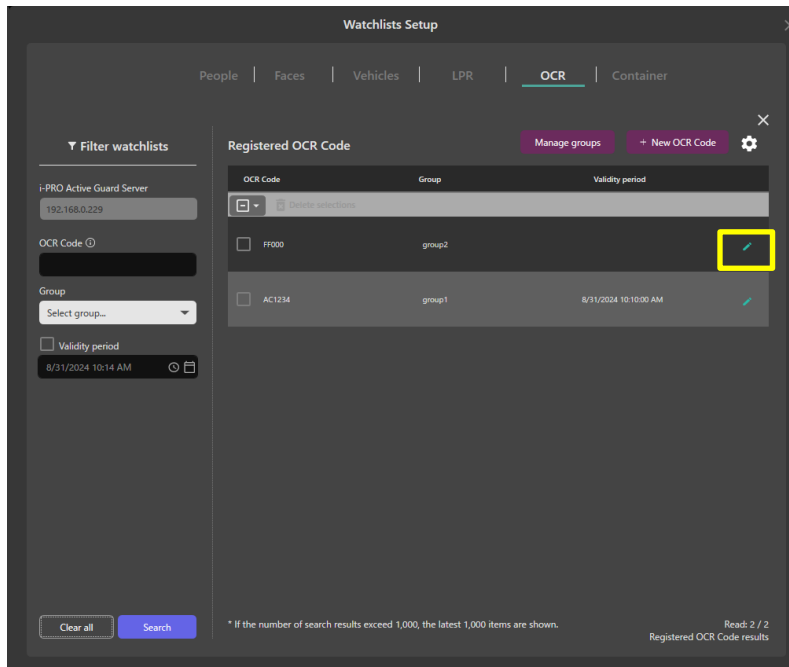 Watchlists Setup
People | Faces | Vehicles | LPR | OCR | Container
Filter watchlists
i-PRO Active Guard Server
192.168.0.229
OCR Code
Group
Select group...
Validity period
8/31/2024 10:14 AM
Clear all
Search
Registered OCR Code
Manage groups
+ New OCR Code
OCR Code Group Validity period
Delete selections
FF000 group2
AC1234 group1 8/31/2024 10:10:00 AM
* If the number of search results exceed 1,000, the latest 1,000 items are shown.
Read: 2 / 2
Registered OCR Code results